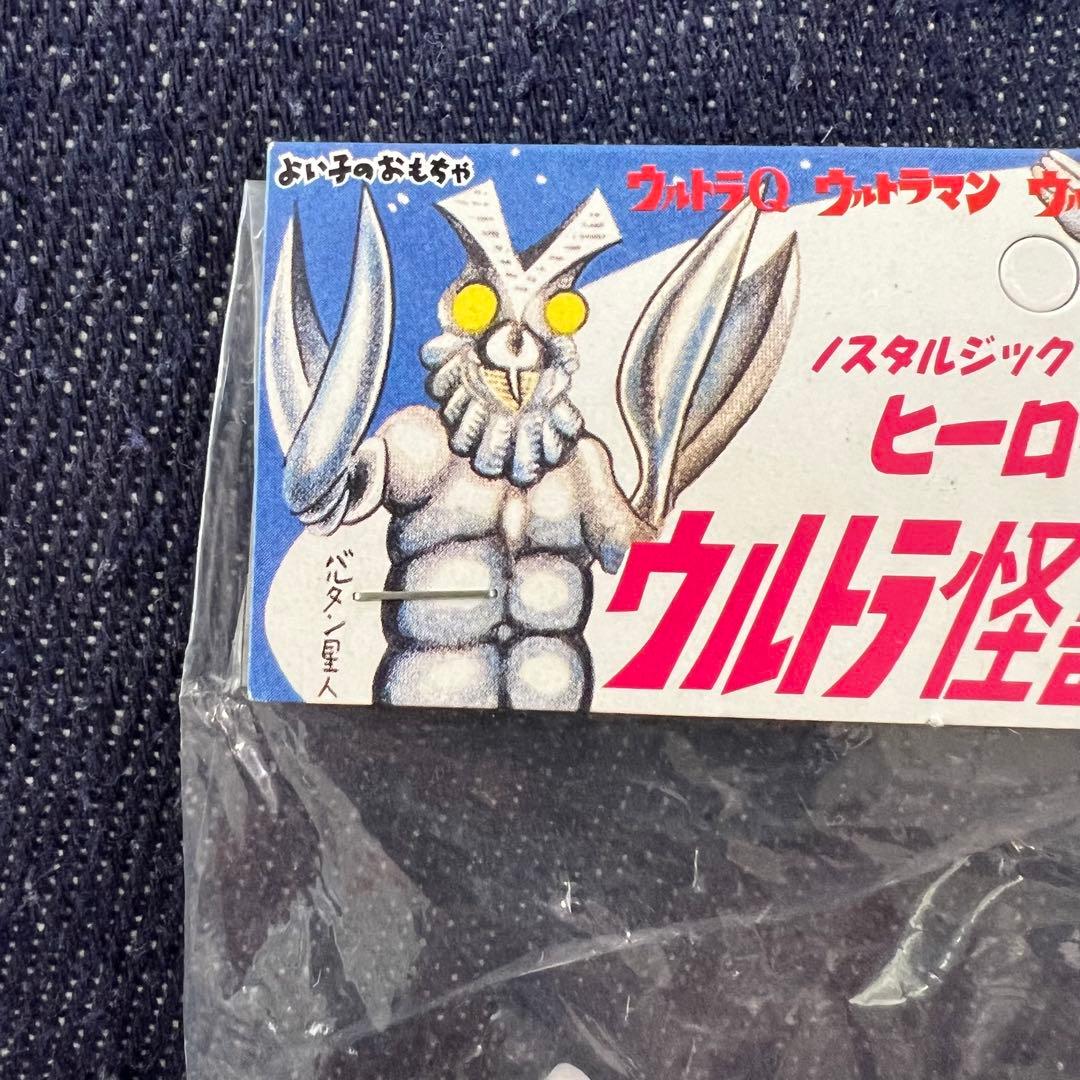 よい子のおもちゃ
ウルトラQ ウルトラマン ウル
ノスタルジック
ヒーロ
ウルトラ怪
バルタン星人